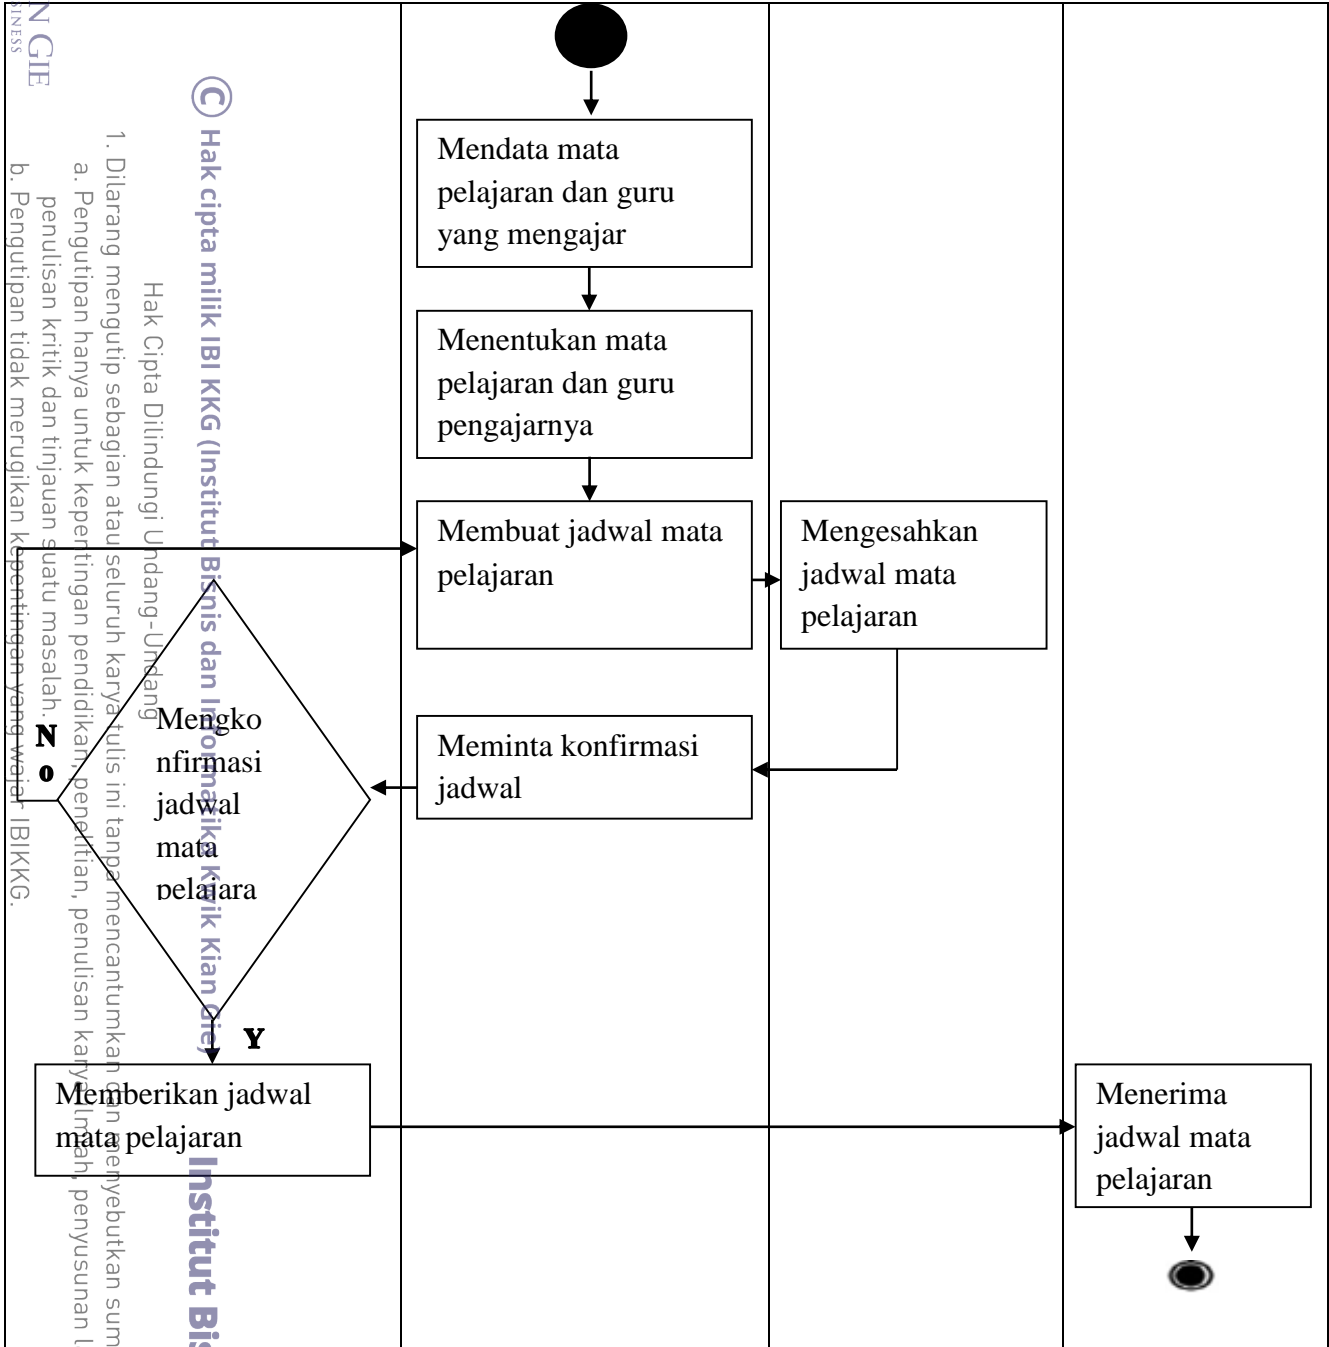 Mendata mata
pelajaran dan guru
yang mengajar
Menentukan mata
pelajaran dan guru
pengajarnya
Membuat jadwal mata
pelajaran
Mengesahkan
jadwal mata
pelajaran
Meminta konfirmasi
jadwal
Mengko
nfirmasi
jadwal
mata
pelajara
N
o
Y
Memberikan jadwal
mata pelajaran
Menerima
jadwal mata
pelajaran
N GIE
SINESS
© Hak cipta milik IBI KKG (Institut Bisnis dan Informatika Kwik Kian Gie)
Institut Bis
Hak Cipta Dilindungi Undang-Undang
1. Dilarang mengutip sebagian atau seluruh karya tulis ini tanpa mencantumkan dan menyebutkan sum
a. Pengutipan hanya untuk kepentingan pendidikan, penelitian, penulisan karya ilmiah, penyusunan l
penulisan kritik dan tinjauan suatu masalah.
b. Pengutipan tidak merugikan kepentingan yang wajar IBIKKG.